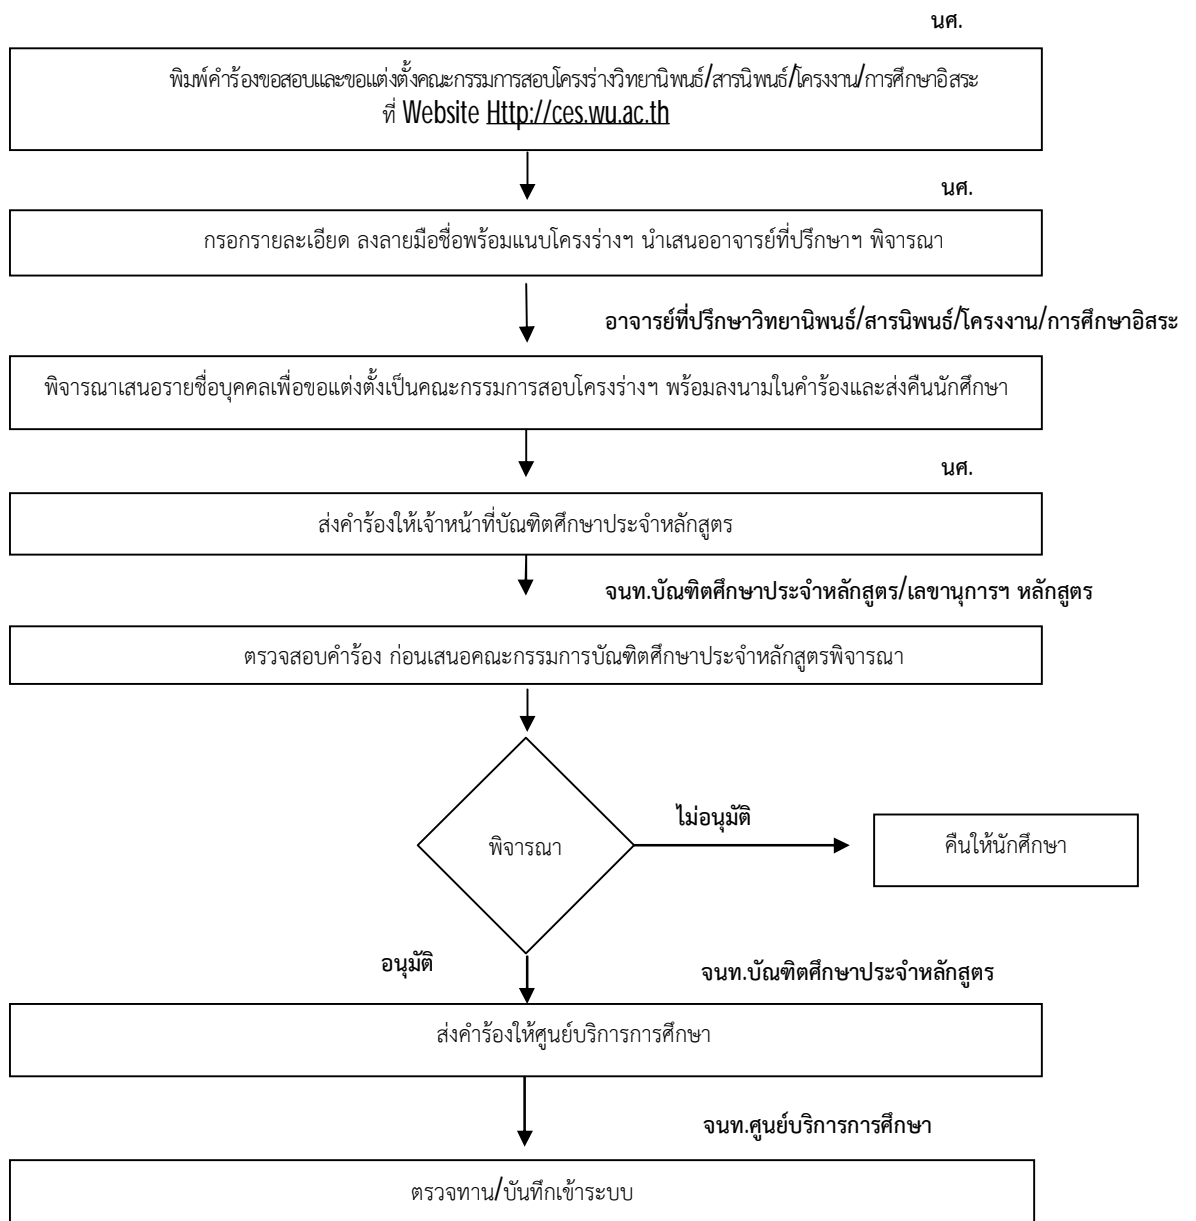 นศ.
พิมพ์คำร้องขอสอบและขอแต่งตั้งคณะกรรมการสอบโครงร่างวิทยานิพนธ์/สารนิพนธ์/โครงงาน/การศึกษาอิสระ
ที่ Website Http://ces.wu.ac.th
นศ.
กรอกรายละเอียด ลงลายมือชื่อพร้อมแนบโครงร่างฯ นำเสนออาจารย์ที่ปรึกษาฯ พิจารณา
อาจารย์ที่ปรึกษาวิทยานิพนธ์/สารนิพนธ์/โครงงาน/การศึกษาอิสระ
พิจารณาเสนอรายชื่อบุคคลเพื่อขอแต่งตั้งเป็นคณะกรรมการสอบโครงร่างฯ พร้อมลงนามในคำร้องและส่งคืนนักศึกษา
นศ.
ส่งคำร้องให้เจ้าหน้าที่บัณฑิตศึกษาประจำหลักสูตร
จนท.บัณฑิตศึกษาประจำหลักสูตร/เลขานุการฯ หลักสูตร
ตรวจสอบคำร้อง ก่อนเสนอคณะกรรมการบัณฑิตศึกษาประจำหลักสูตรพิจารณา
ไม่อนุมัติ
พิจารณา
คืนให้นักศึกษา
อนุมัติ
จนท.บัณฑิตศึกษาประจำหลักสูตร
ส่งคำร้องให้ศูนย์บริการการศึกษา
จนท.ศูนย์บริการการศึกษา
ตรวจทาน/บันทึกเข้าระบบ